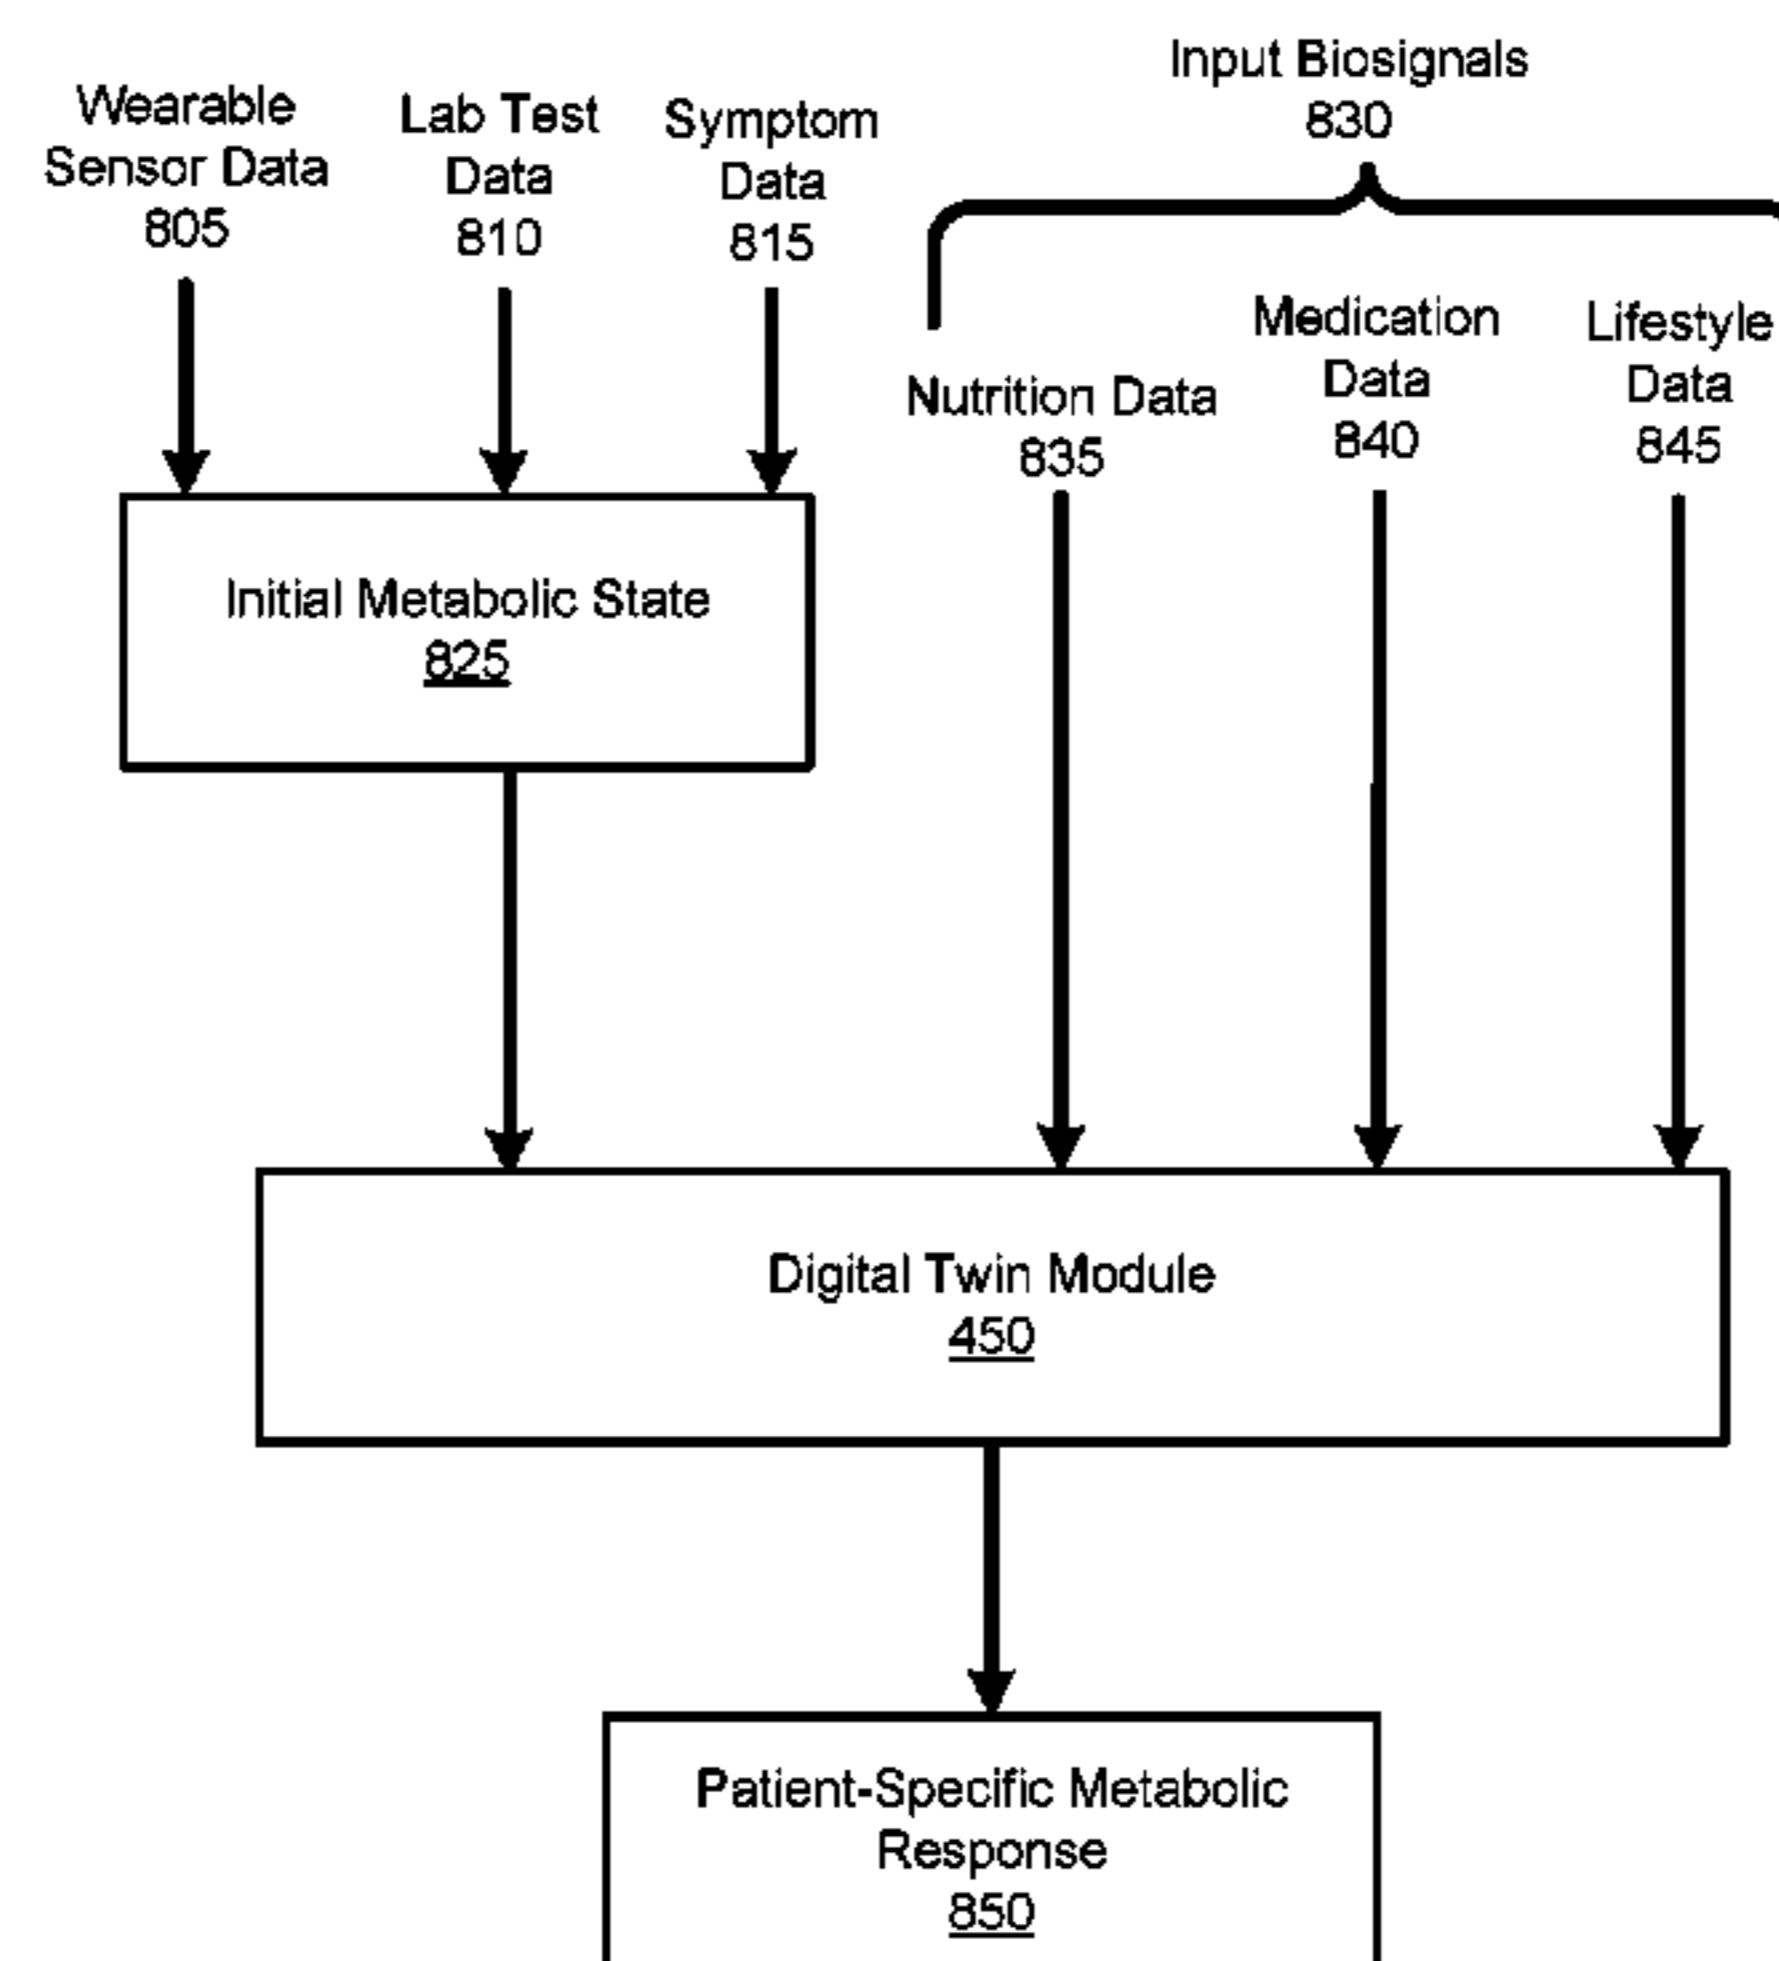 Input Biosignals
830
Wearable
Sensor Data
805
Lab Test
Data
810
Symptom
Data
815
Nutrition Data
835
Medication
Data
840
Lifestyle
Data
845
Initial Metabolic State
825
Digital Twin Module
450
Patient-Specific Metabolic
Response
850